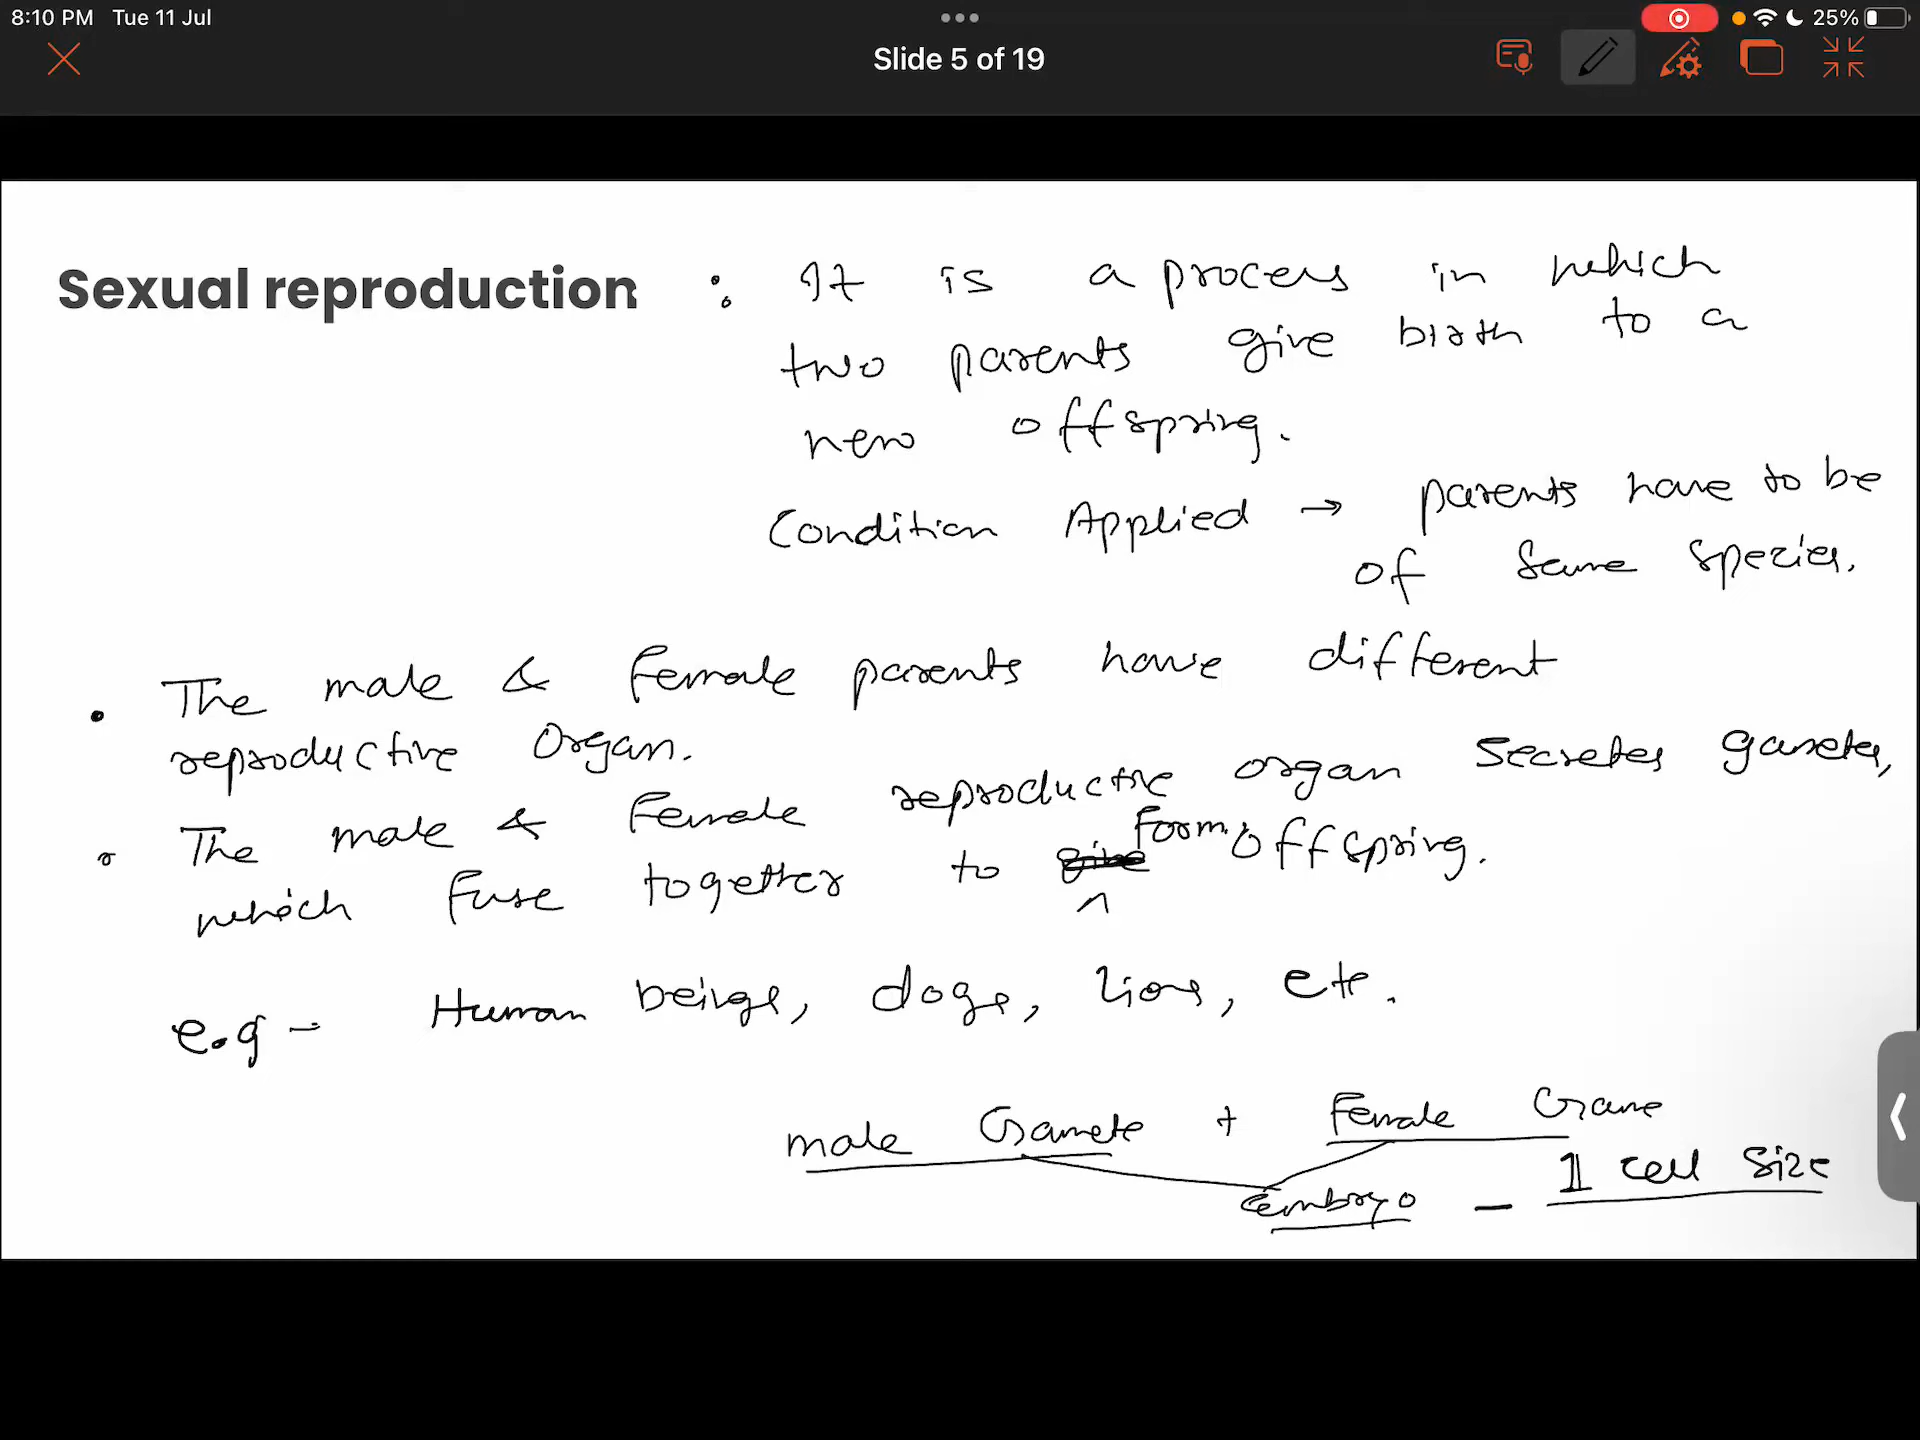 8:10 PM Tue 11 Jul
25%
Slide 5 of 19
Sexual reproduction : It is a process in which
two parents give birth to a
new offspring.
Condition Applied → parents have to be
of same species.
• The male & female parents have different
reproductive organ.
• The male & Female reproductive organ secretes gametes,
which fuse together to form offspring.
e.g - Human beings, dogs, lions, etc.
male Gamete + Female Game
embryo - 1 cell size